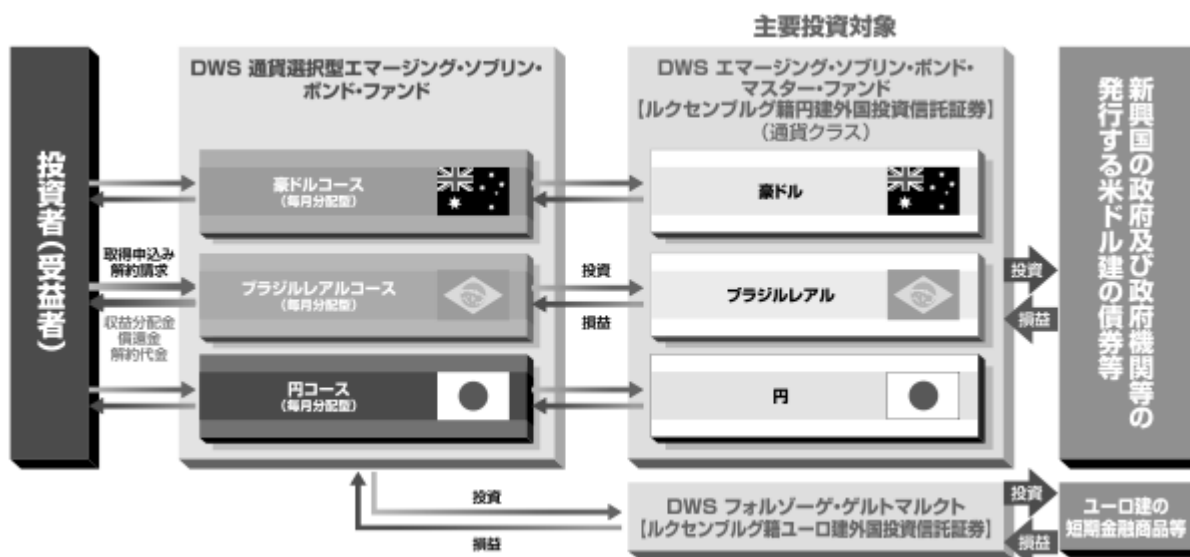 主要投資対象
投資者(受益者)
DWS 通貨選択型エマージング・ソブリン・
ボンド・ファンド
豪ドルコース
(毎月分配型)
ブラジルレアルコース
(毎月分配型)
円コース
(毎月分配型)
取得申込み
解約請求
収益分配金
償還金
解約代金
投資
損益
DWS エマージング・ソブリン・ボンド・
マスター・ファンド
【ルクセンブルグ籍円建外国投資信託証券】
(通貨クラス)
豪ドル
ブラジルレアル
円
投資
損益
新興国の政府及び政府機関等の
発行する米ドル建の債券等
投資
損益
DWS フォルゾーゲ・ゲルトマルクト
【ルクセンブルグ籍ユーロ建外国投資信託証券】
投資
損益
ユーロ建の
短期金融商品等